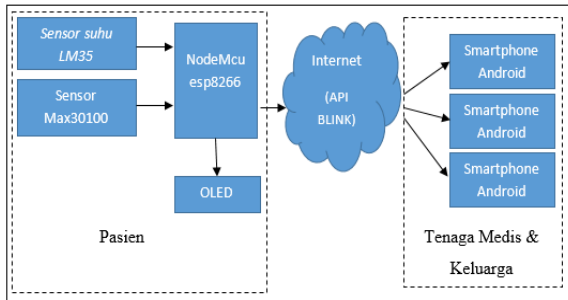 Sensor suhu
LM35
Sensor
Max30100
NodeMcu
esp8266
OLED
Pasien
Internet
(API
BLINK)
Smartphone
Android
Smartphone
Android
Smartphone
Android
Tenaga Medis &
Keluarga